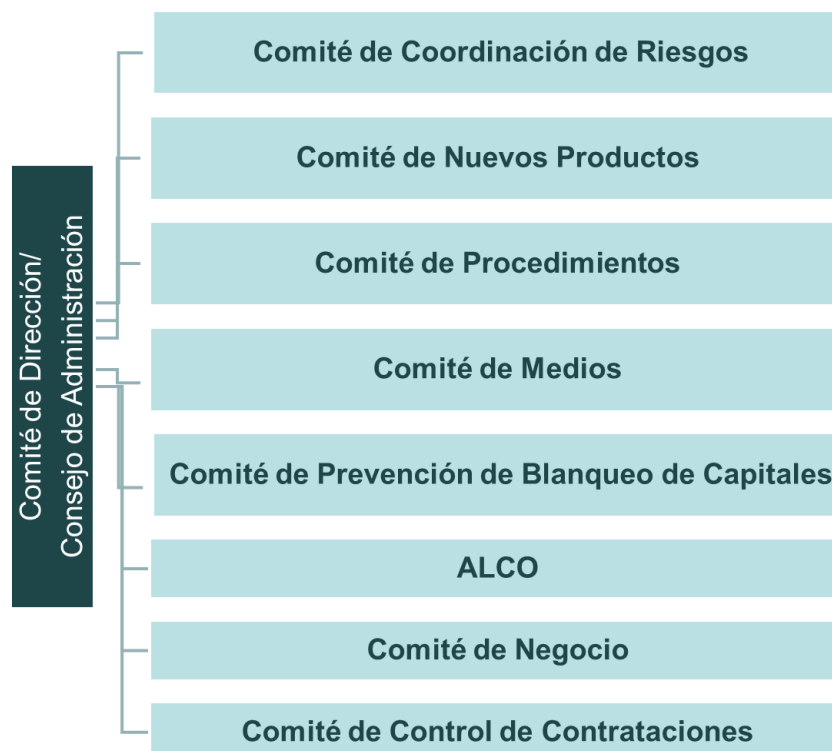 Comité de Dirección/
Consejo de Administración
Comité de Coordinación de Riesgos
Comité de Nuevos Productos
Comité de Procedimientos
Comité de Medios
Comité de Prevención de Blanqueo de Capitales
ALCO
Comité de Negocio
Comité de Control de Contrataciones